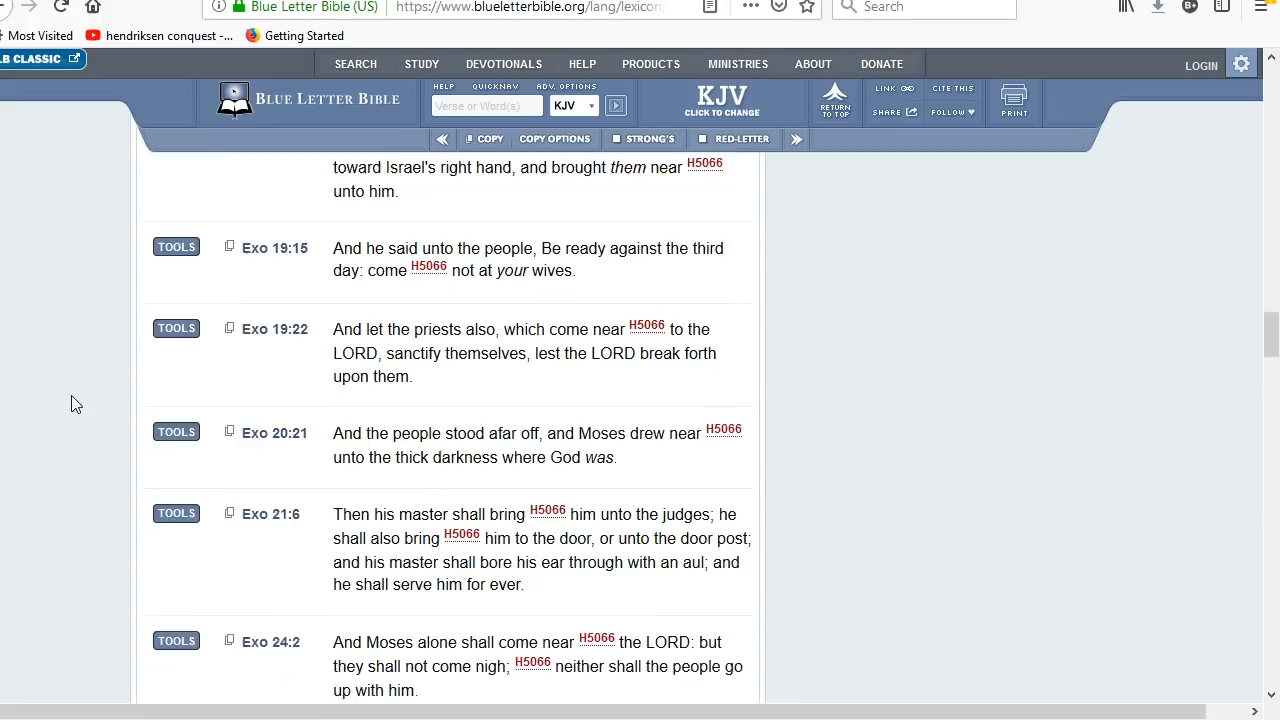 Blue Letter Bible (US) https://www.blueletterbible.org/lang/lexicon Search
Most Visited hendriksen conquest -... Getting Started
LB CLASSIC
SEARCH STUDY DEVOTIONALS HELP PRODUCTS MINISTRIES ABOUT DONATE LOGIN
BLUE LETTER BIBLE
HELP QUICKNAV ADV. OPTIONS
Verse or Word(s) KJV
KJV
CLICK TO CHANGE
RETURN
TO TOP
LINK CITE THIS
SHARE FOLLOW
PRINT
COPY COPY OPTIONS STRONG'S RED-LETTER
toward Israel's right hand, and brought them near H5066
unto him.
TOOLS Exo 19:15 And he said unto the people, Be ready against the third
day: come H5066 not at your wives.
TOOLS Exo 19:22 And let the priests also, which come near H5066 to the
LORD, sanctify themselves, lest the LORD break forth
upon them.
TOOLS Exo 20:21 And the people stood afar off, and Moses drew near H5066
unto the thick darkness where God was.
TOOLS Exo 21:6 Then his master shall bring H5066 him unto the judges; he
shall also bring H5066 him to the door, or unto the door post;
and his master shall bore his ear through with an aul; and
he shall serve him for ever.
TOOLS Exo 24:2 And Moses alone shall come near H5066 the LORD: but
they shall not come nigh; H5066 neither shall the people go
up with him.